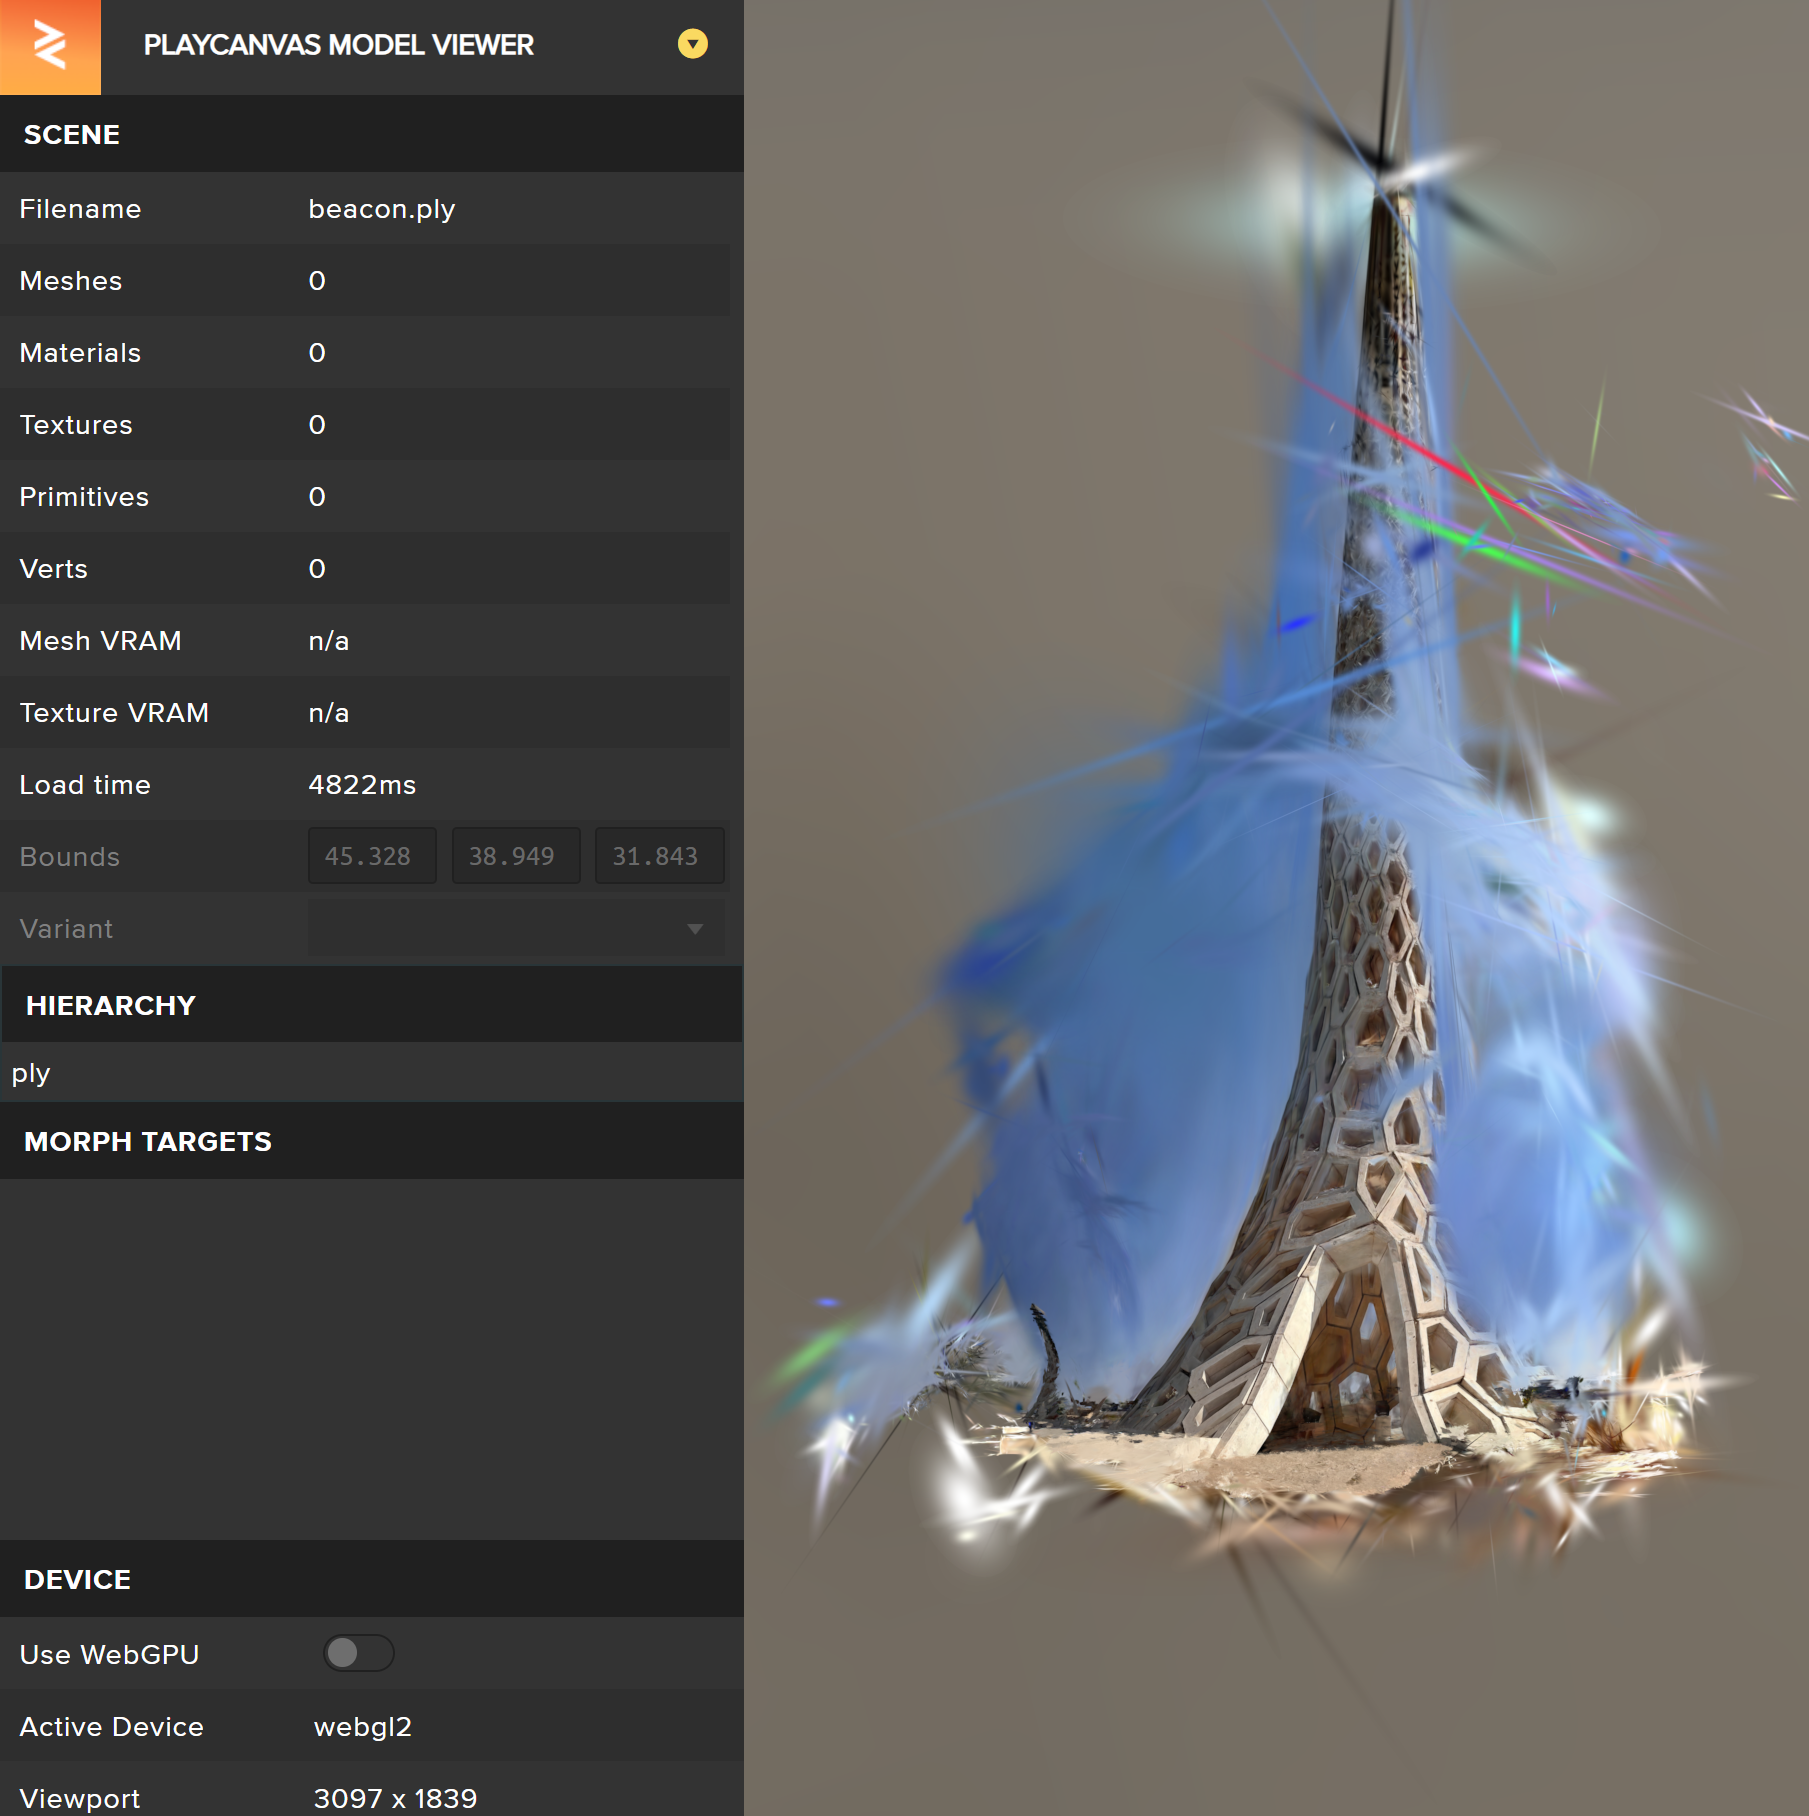 PLAYCANVAS MODEL VIEWER
SCENE
Filename beacon.ply
Meshes 0
Materials 0
Textures 0
Primitives 0
Verts 0
Mesh VRAM n/a
Texture VRAM n/a
Load time 4822ms
Bounds 45.328 38.949 31.843
Variant
HIERARCHY
ply
MORPH TARGETS
DEVICE
Use WebGPU
Active Device webgl2
Viewport 3097 x 1839